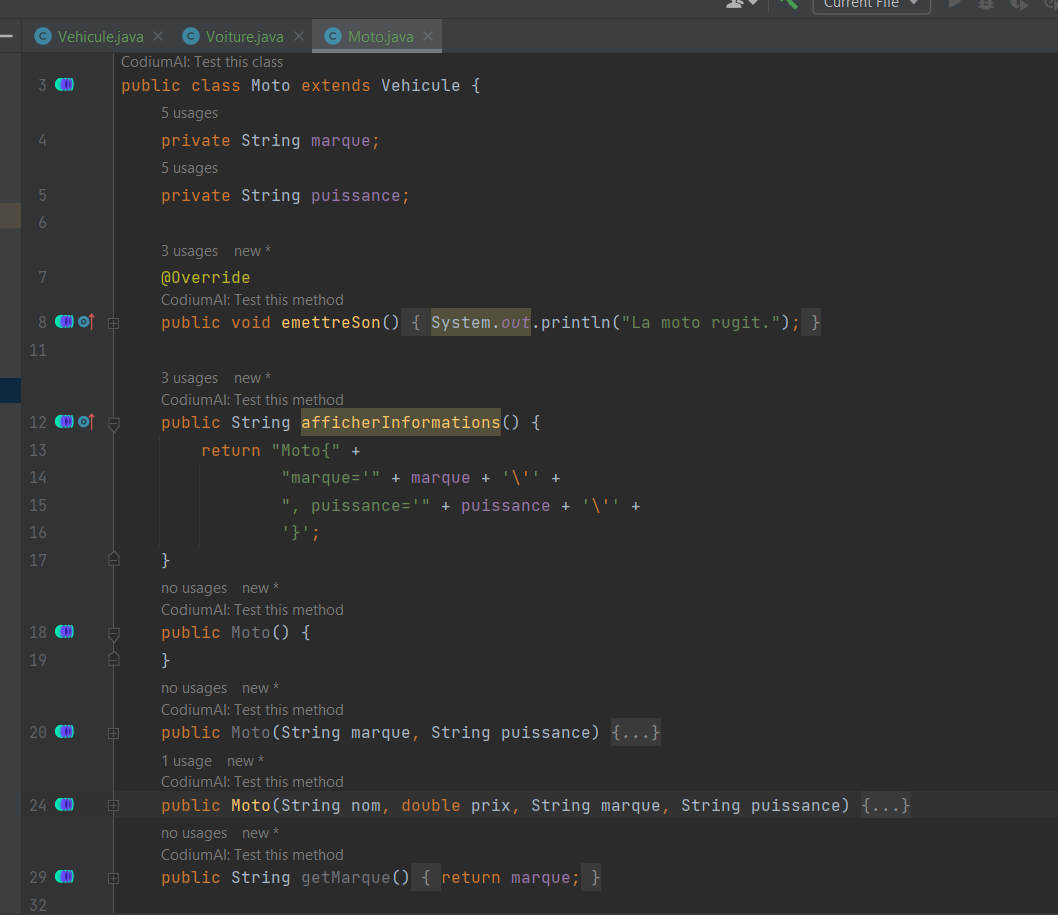 Current File
Vehicule.java Voiture.java Moto.java
CodiumAI: Test this class
3 public class Moto extends Vehicule {
5 usages
4 private String marque;
5 usages
5 private String puissance;
6
3 usages new *
7 @Override
CodiumAI: Test this method
8 public void emettreSon() { System.out.println("La moto rugit."); }
11
3 usages new *
CodiumAI: Test this method
12 public String afficherInformations() {
13 return "Moto{" +
14 "marque='" + marque + '\'' +
15 ", puissance='" + puissance + '\'' +
16 '}';
17 }
no usages new *
CodiumAI: Test this method
18 public Moto() {
19 }
no usages new *
CodiumAI: Test this method
20 public Moto(String marque, String puissance) {...}
1 usage new *
CodiumAI: Test this method
24 public Moto(String nom, double prix, String marque, String puissance) {...}
no usages new *
CodiumAI: Test this method
29 public String getMarque() { return marque; }
32